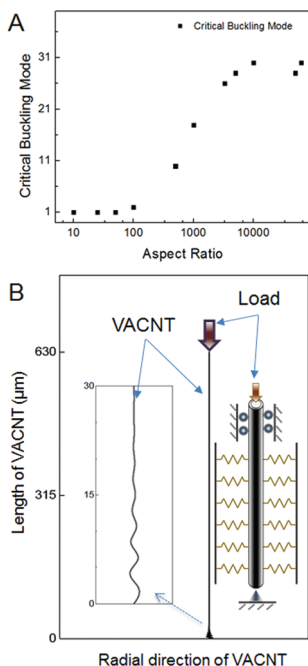 A
Critical Buckling Mode
31
21
11
1
Critical Buckling Mode
10
100
1000
10000
Aspect Ratio
B
VACNT
Load
630
315
0
Length of VACNT (μm)
30
15
0
Radial direction of VACNT